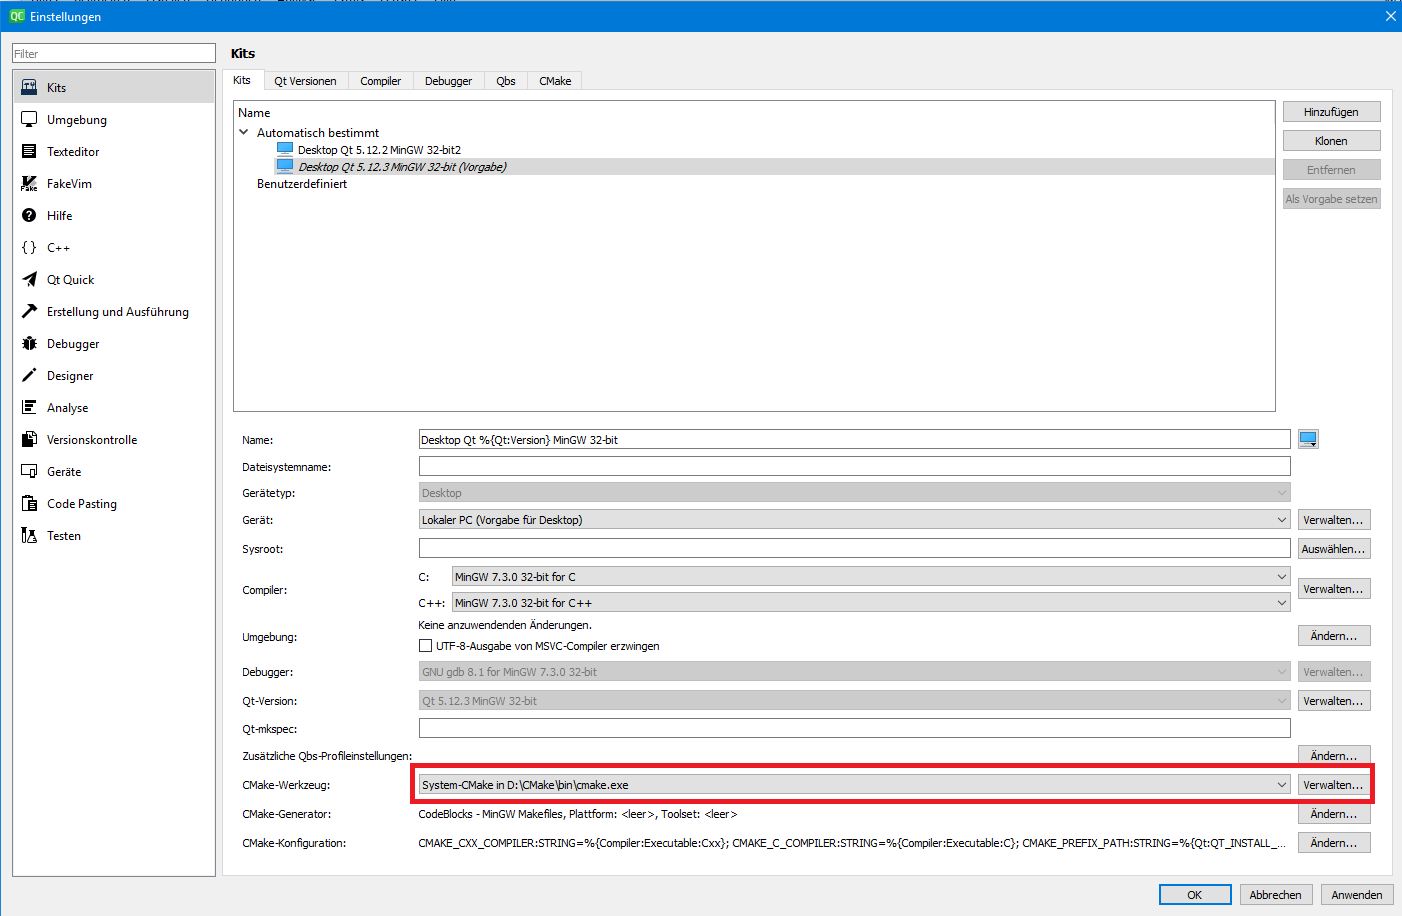 QC Einstellungen
Filter
Kits
Umgebung
Texteditor
Fake
FakeVim
Hilfe
{} C++
Qt Quick
Erstellung und Ausführung
Debugger
Designer
Analyse
Versionskontrolle
Geräte
Code Pasting
Testen
Kits
Kits Qt Versionen Compiler Debugger Qbs CMake
Name
Automatisch bestimmt
Desktop Qt 5.12.2 MinGW 32-bit2
Desktop Qt 5.12.3 MinGW 32-bit (Vorgabe)
Benutzerdefiniert
Hinzufügen
Klonen
Entfernen
Als Vorgabe setzen
Name: Desktop Qt %{Qt:Version} MinGW 32-bit
Dateisystemname:
Gerätetyp: Desktop
Gerät: Lokaler PC (Vorgabe für Desktop) Verwalten...
Sysroot: Auswählen...
Compiler: C: MinGW 7.3.0 32-bit for C Verwalten...
C++: MinGW 7.3.0 32-bit for C++
Umgebung: Keine anzuwendenden Änderungen. Ändern...
UTF-8-Ausgabe von MSVC-Compiler erzwingen
Debugger: GNU gdb 8.1 for MinGW 7.3.0 32-bit Verwalten...
Qt-Version: Qt 5.12.3 MinGW 32-bit Verwalten...
Qt-mkspec:
Zusätzliche Qbs-Profileinstellungen: Ändern...
CMake-Werkzeug: System-CMake in D:\CMake\bin\cmake.exe Verwalten...
CMake-Generator: CodeBlocks - MinGW Makefiles, Plattform: <leer>, Toolset: <leer> Ändern...
CMake-Konfiguration: CMAKE_CXX_COMPILER:STRING=%{Compiler:Executable:Cxx}; CMAKE_C_COMPILER:STRING=%{Compiler:Executable:C}; CMAKE_PREFIX_PATH:STRING=%{Qt:QT_INSTALL_... Ändern...
OK Abbrechen Anwenden